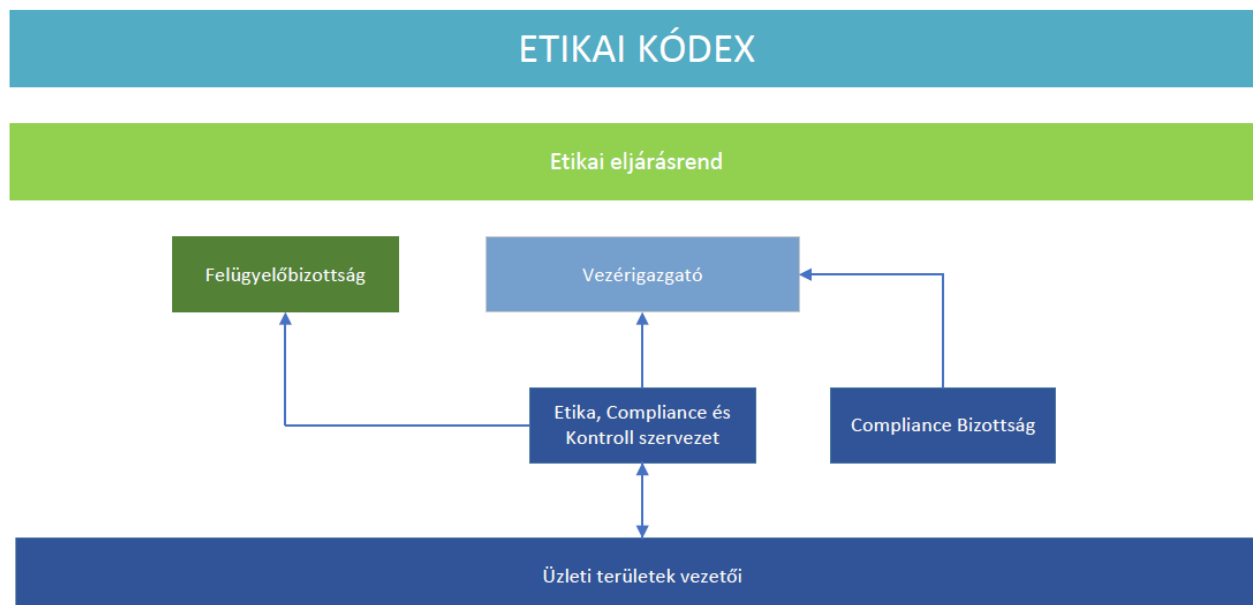 ETIKAI KÓDEX
Etikai eljárásrend
Felügyelőbizottság
Vezérigazgató
Etika, Compliance és
Kontroll szervezet
Compliance Bizottság
Üzleti területek vezetői